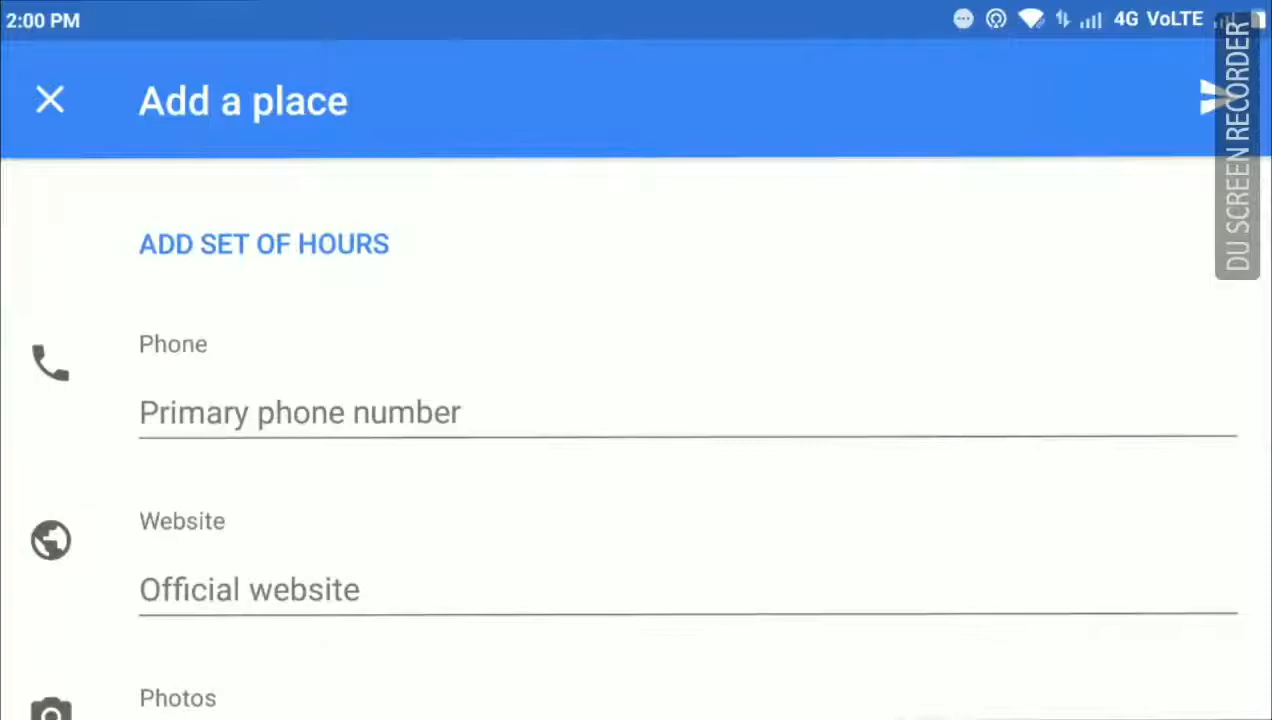 2:00 PM
4G VoLTE
Add a place
DU SCREEN RECORDER
ADD SET OF HOURS
Phone
Primary phone number
Website
Official website
Photos